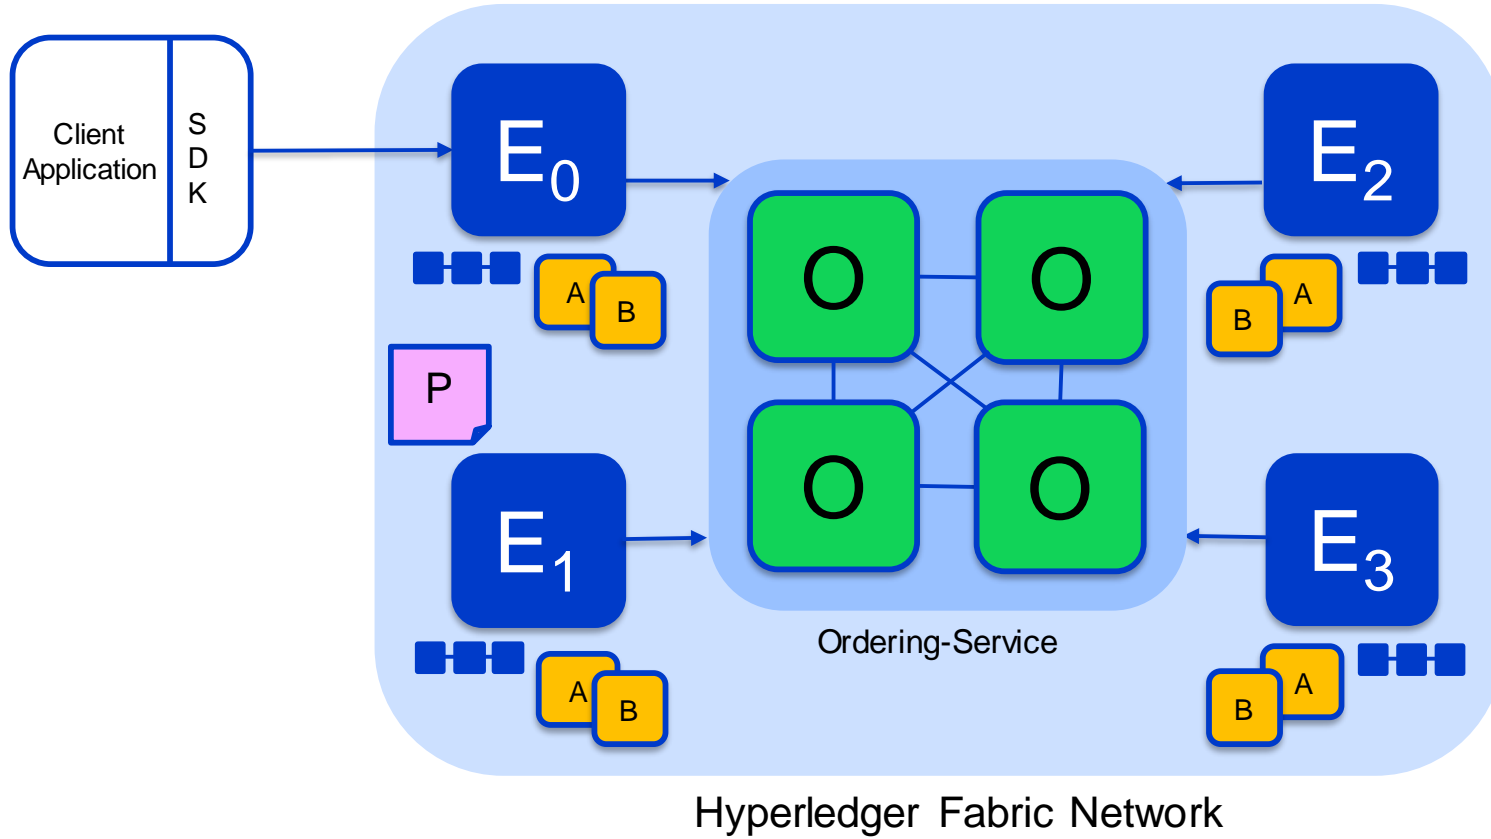 Client
Application
S
D
K
E0
E2
A
B
A
B
O
O
P
O
O
E1
E3
Ordering-Service
A
B
A
B
Hyperledger Fabric Network